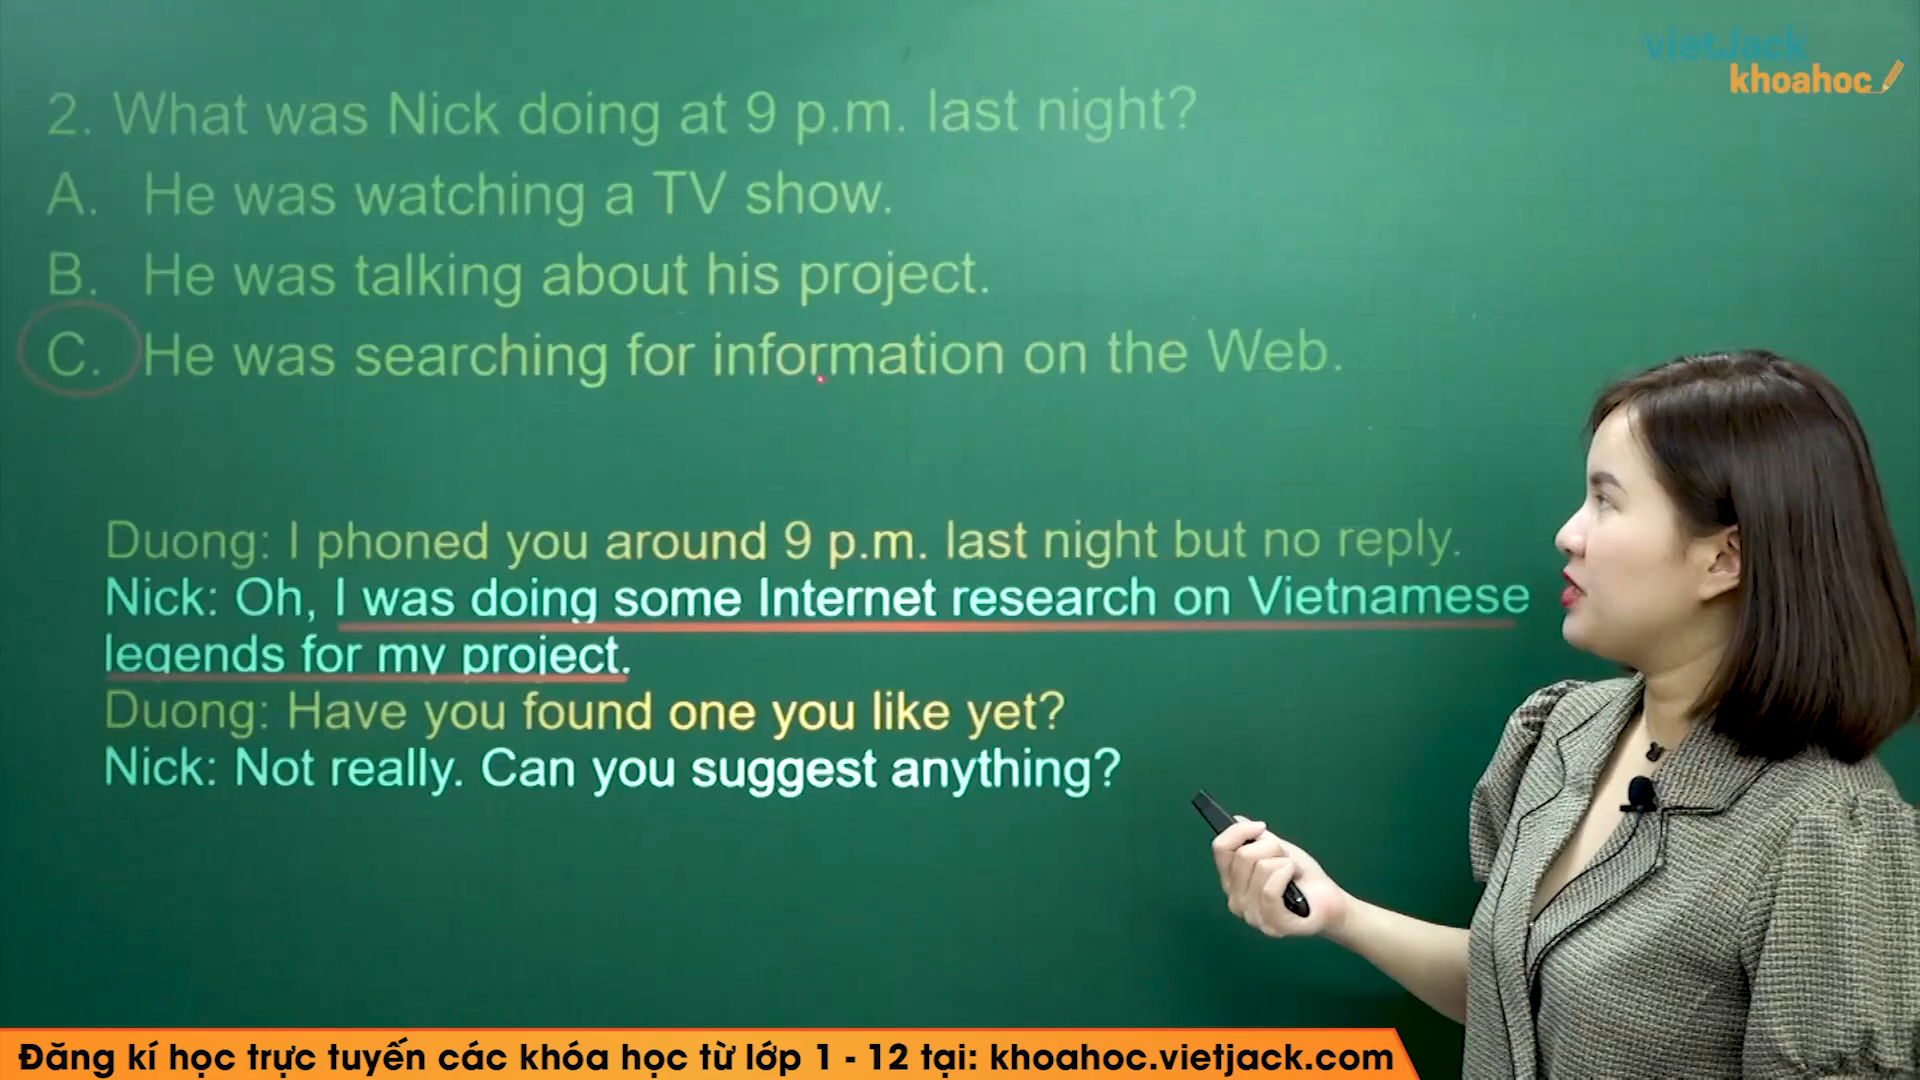 vietJack
khoahoc
2. What was Nick doing at 9 p.m. last night?
A. He was watching a TV show.
B. He was talking about his project.
C. He was searching for information on the Web.
Duong: I phoned you around 9 p.m. last night but no reply.
Nick: Oh, I was doing some Internet research on Vietnamese
legends for my project.
Duong: Have you found one you like yet?
Nick: Not really. Can you suggest anything?
Đăng kí học trực tuyến các khóa học từ lớp 1 - 12 tại: khoahoc.vietjack.com